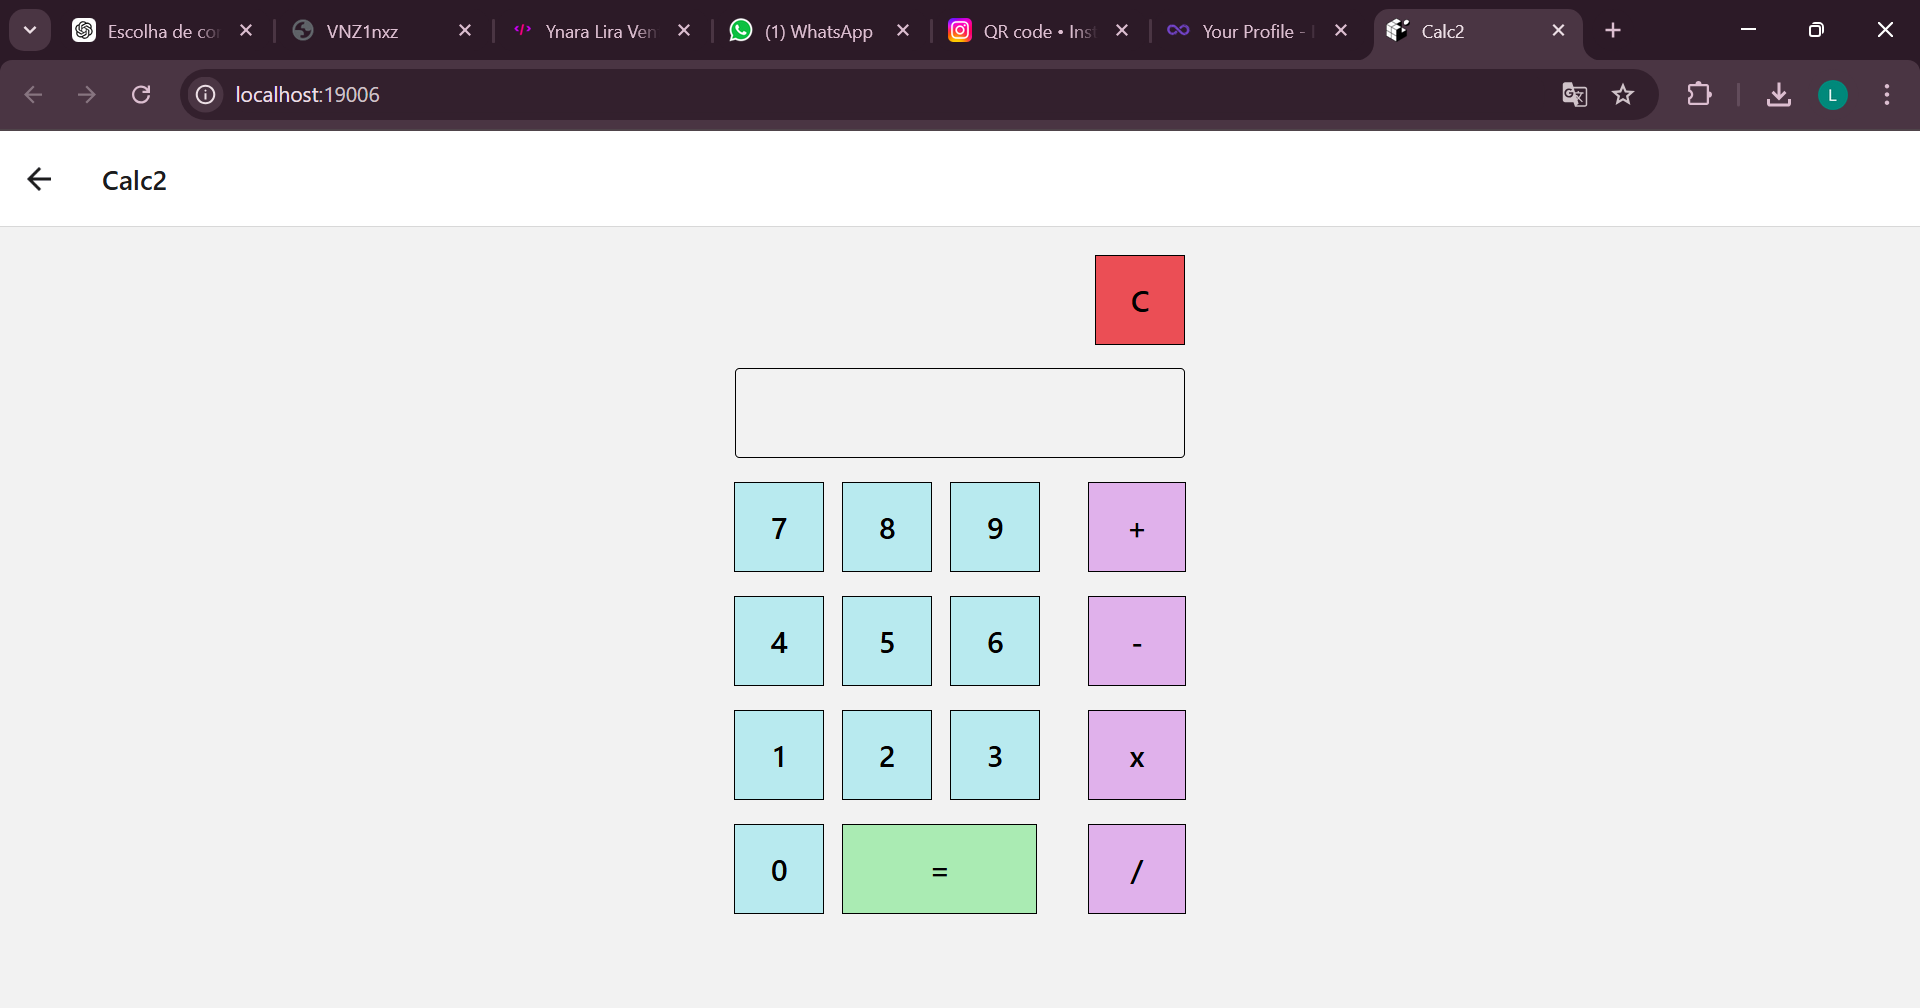 Escolha de co
VNZ1nxz
Ynara Lira Ven
(1) WhatsApp
QR code • Ins
Your Profile -
Calc2
localhost:19006
L
Calc2
C
7 8 9 +
4 5 6 -
1 2 3 x
0 = /